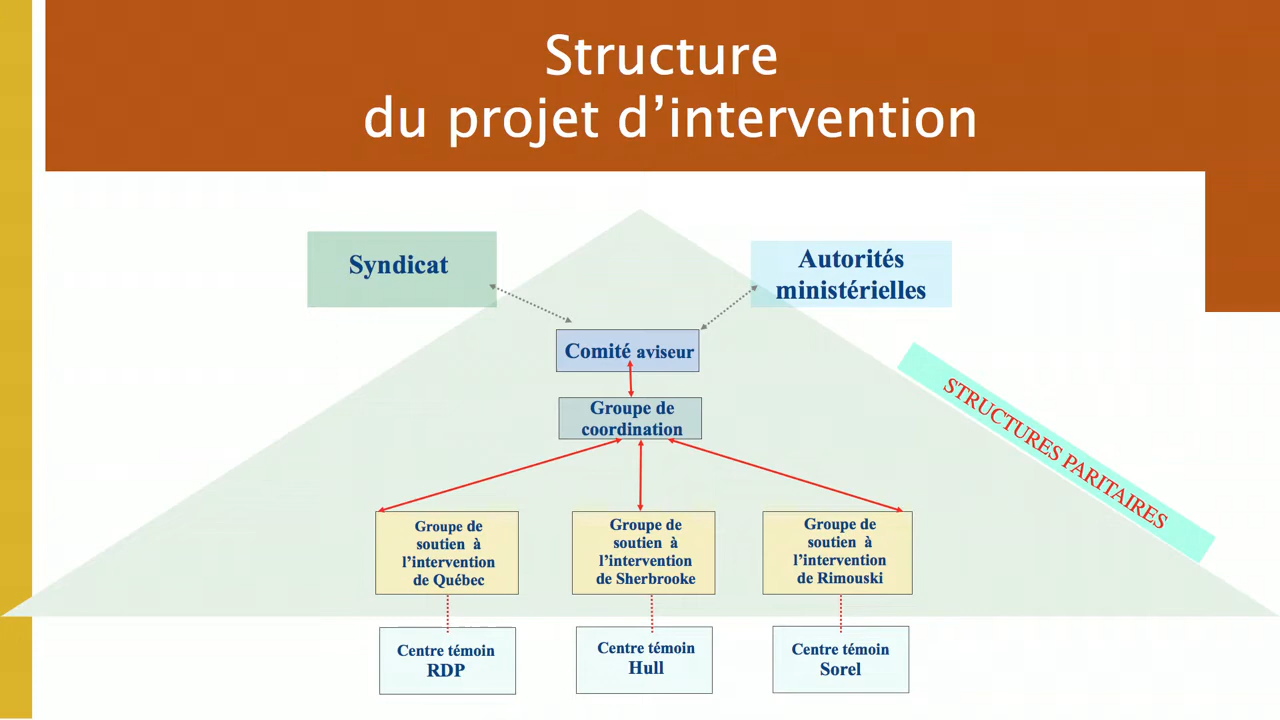 Structure
du projet d’intervention
Syndicat
Autorités
ministérielles
Comité aviseur
Groupe de
coordination
STRUCTURES PARITAIRES
Groupe de
soutien à
l’intervention
de Québec
Groupe de
soutien à
l’intervention
de Sherbrooke
Groupe de
soutien à
l’intervention
de Rimouski
Centre témoin
RDP
Centre témoin
Hull
Centre témoin
Sorel